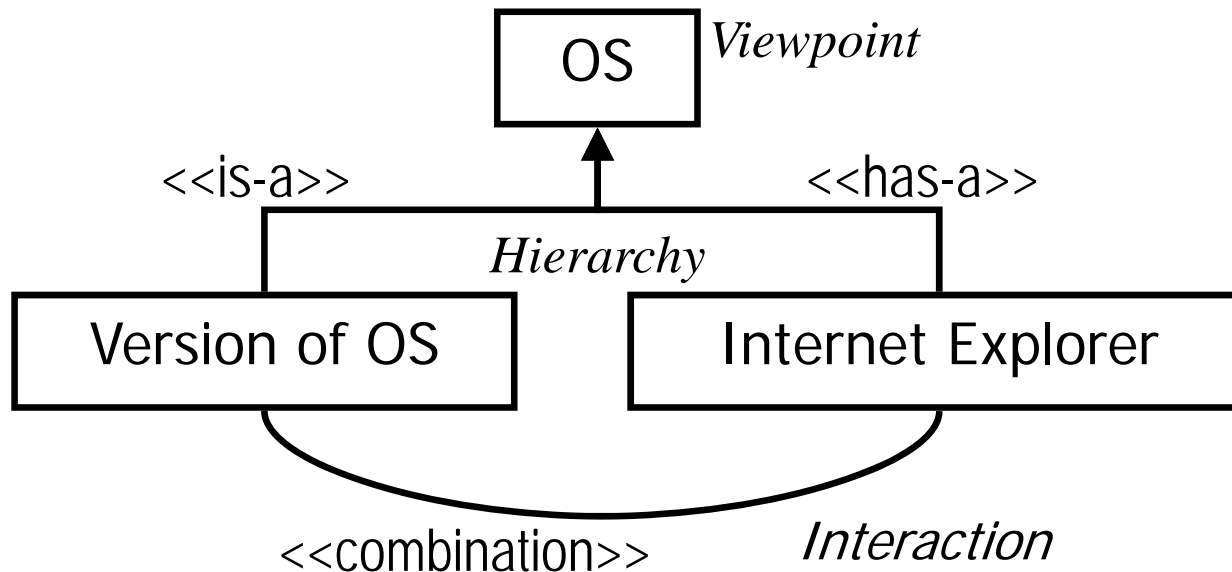 OS
Viewpoint
<<is-a>>
<<has-a>>
Hierarchy
Version of OS
Internet Explorer
<<combination>>
Interaction